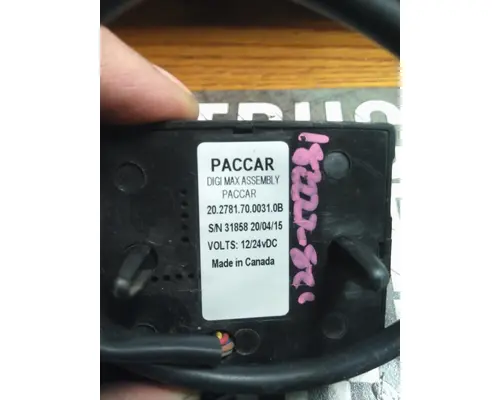 TRUC
PACCAR
DIGI MAX ASSEMBLY
PACCAR
20.2781.70.0031.0B
S/N 31858 20/04/15
VOLTS: 12/24vDC
Made in Canada